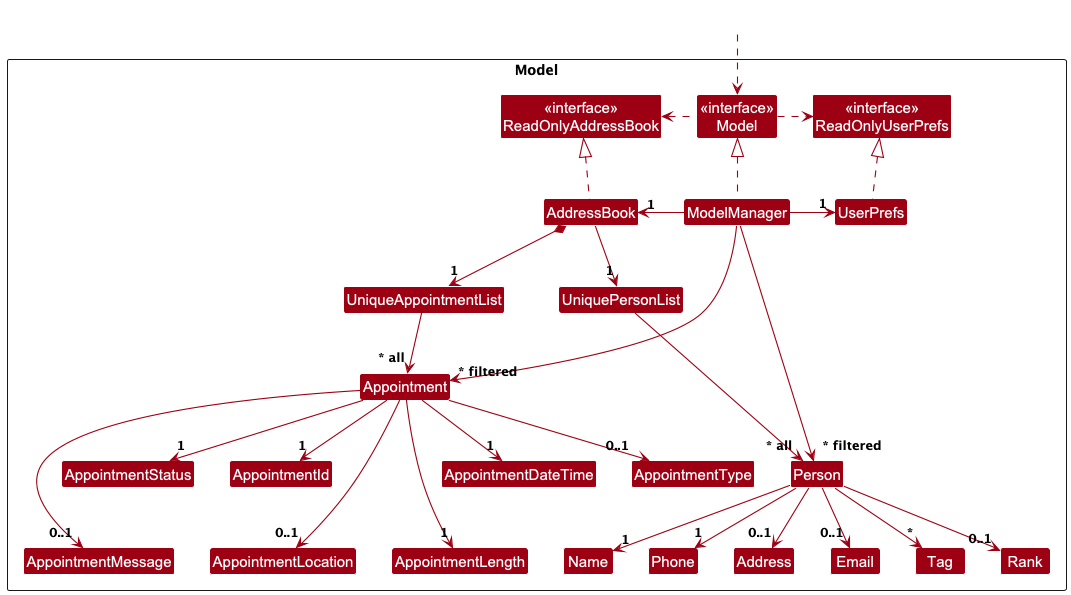 Model
«interface»
ReadOnlyAddressBook
«interface»
Model
«interface»
ReadOnlyUserPrefs
AddressBook
1
ModelManager
1
UserPrefs
1
1
UniqueAppointmentList
UniquePersonList
* all
* filtered
Appointment
1
1
1
0..1
* all
* filtered
AppointmentStatus
AppointmentId
AppointmentDateTime
AppointmentType
Person
0..1
0..1
1
1
1
0..1
0..1
*
0..1
AppointmentMessage
AppointmentLocation
AppointmentLength
Name
Phone
Address
Email
Tag
Rank